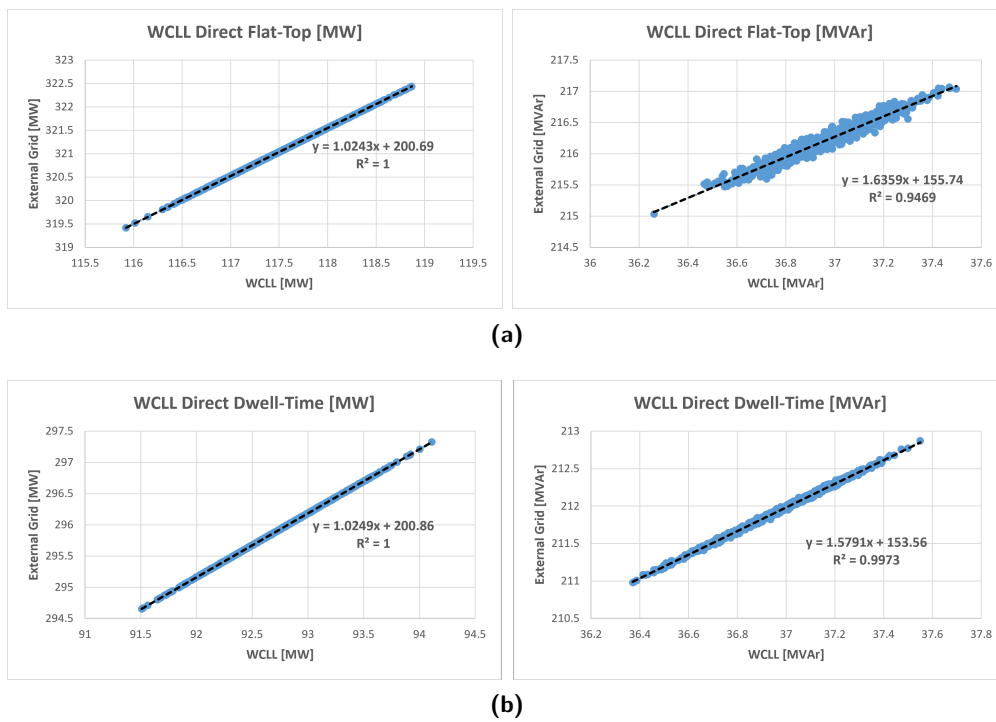 WCLL Direct Flat-Top [MW]
External Grid [MW]
323
322.5
322
321.5
321
320.5
320
319.5
319
y = 1.0243x + 200.69
R² = 1
115.5 116 116.5 117 117.5 118 118.5 119 119.5
WCLL [MW]
WCLL Direct Flat-Top [MVAr]
External Grid [MVAr]
217.5
217
216.5
216
215.5
215
214.5
y = 1.6359x + 155.74
R² = 0.9469
36 36.2 36.4 36.6 36.8 37 37.2 37.4 37.6
WCLL [MVAr]
(a)
WCLL Direct Dwell-Time [MW]
External Grid [MW]
297.5
297
296.5
296
295.5
295
294.5
y = 1.0249x + 200.86
R² = 1
91 91.5 92 92.5 93 93.5 94 94.5
WCLL [MW]
WCLL Direct Dwell-Time [MVAr]
External Grid [MVAr]
213
212.5
212
211.5
211
210.5
y = 1.5791x + 153.56
R² = 0.9973
36.2 36.4 36.6 36.8 37 37.2 37.4 37.6 37.8
WCLL [MVAr]
(b)